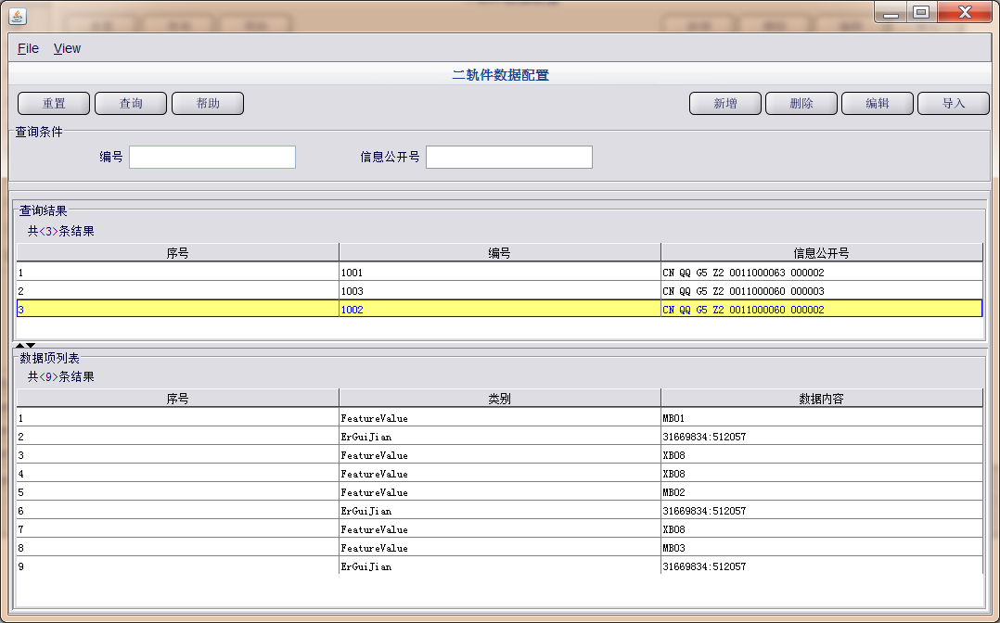 File View
二轨件数据配置
重置 查询 帮助 新增 删除 编辑 导入
查询条件
编号 信息公开号
查询结果
共<3>条结果
序号 编号 信息公开号
1 1001 CN QQ G5 Z2 0011000063 000002
2 1003 CN QQ G5 Z2 0011000060 000003
3 1002 CN QQ G5 Z2 0011000060 000002
数据项列表
共<9>条结果
序号 类别 数据内容
1 FeatureValue MB01
2 ErGuiJian 31669834:512057
3 FeatureValue XB08
4 FeatureValue XB08
5 FeatureValue MB02
6 ErGuiJian 31669834:512057
7 FeatureValue XB08
8 FeatureValue MB03
9 ErGuiJian 31669834:512057